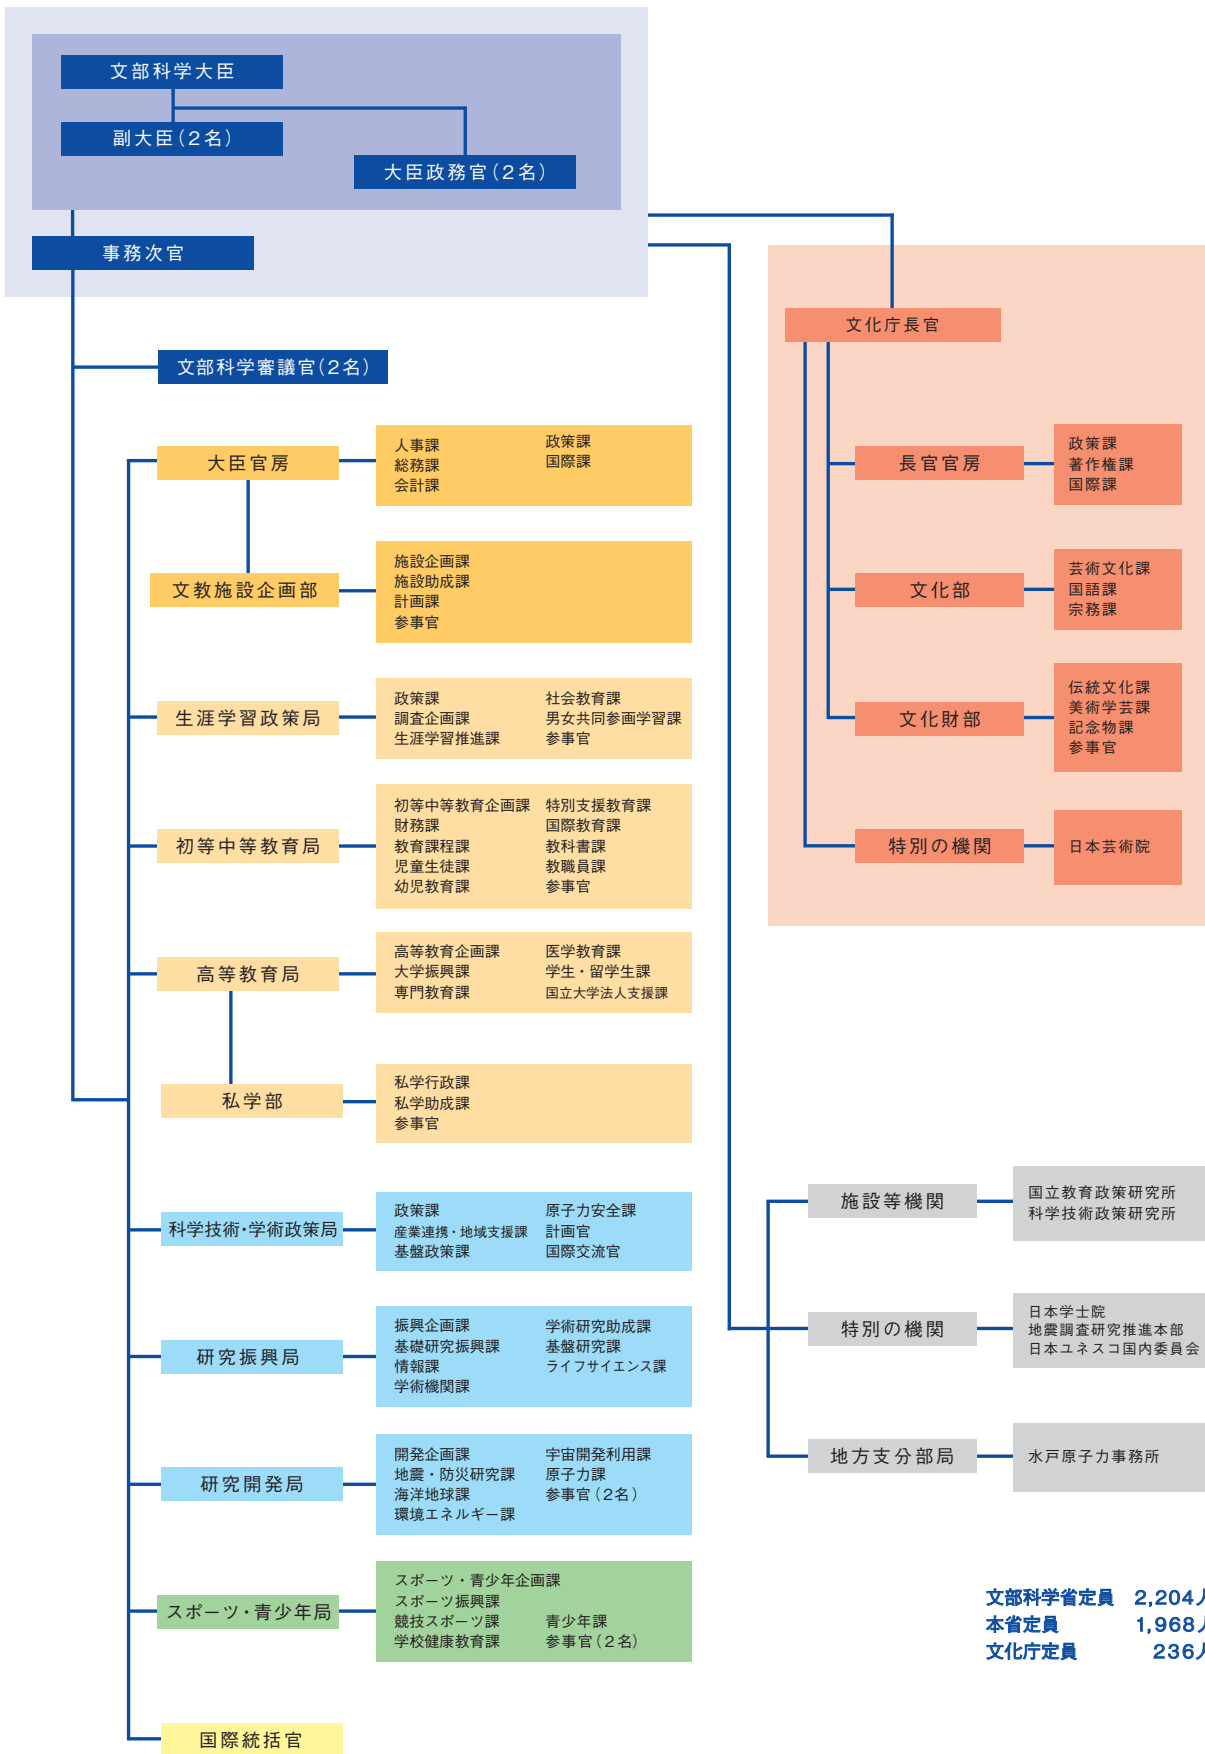 文部科学大臣
副大臣（2名）
大臣政務官（2名）
事務次官
文部科学審議官（2名）
大臣官房
人事課
総務課
会計課
政策課
国際課
文教施設企画部
施設企画課
施設助成課
計画課
参事官
生涯学習政策局
政策課
調査企画課
生涯学習推進課
社会教育課
男女共同参画学習課
参事官
初等中等教育局
初等中等教育企画課
財務課
教育課程課
児童生徒課
幼児教育課
特別支援教育課
国際教育課
教科書課
教職員課
参事官
高等教育局
高等教育企画課
大学振興課
専門教育課
医学教育課
学生・留学生課
国立大学法人支援課
私学部
私学行政課
私学助成課
参事官
科学技術・学術政策局
政策課
産業連携・地域支援課
基盤政策課
原子力安全課
計画官
国際交流官
研究振興局
振興企画課
基礎研究振興課
情報課
学術機関課
学術研究助成課
基盤研究課
ライフサイエンス課
研究開発局
開発企画課
地震・防災研究課
海洋地球課
環境エネルギー課
宇宙開発利用課
原子力課
参事官（2名）
スポーツ・青少年局
スポーツ・青少年企画課
スポーツ振興課
競技スポーツ課
学校健康教育課
青少年課
参事官（2名）
国際統括官
文化庁長官
長官官房
政策課
著作権課
国際課
文化部
芸術文化課
国語課
宗務課
文化財部
伝統文化課
美術学芸課
記念物課
参事官
特別の機関
日本芸術院
施設等機関
国立教育政策研究所
科学技術政策研究所
特別の機関
日本学士院
地震調査研究推進本部
日本ユネスコ国内委員会
地方支分部局
水戸原子力事務所
文部科学省定員 2,204人
本省定員 1,968人
文化庁定員 236人